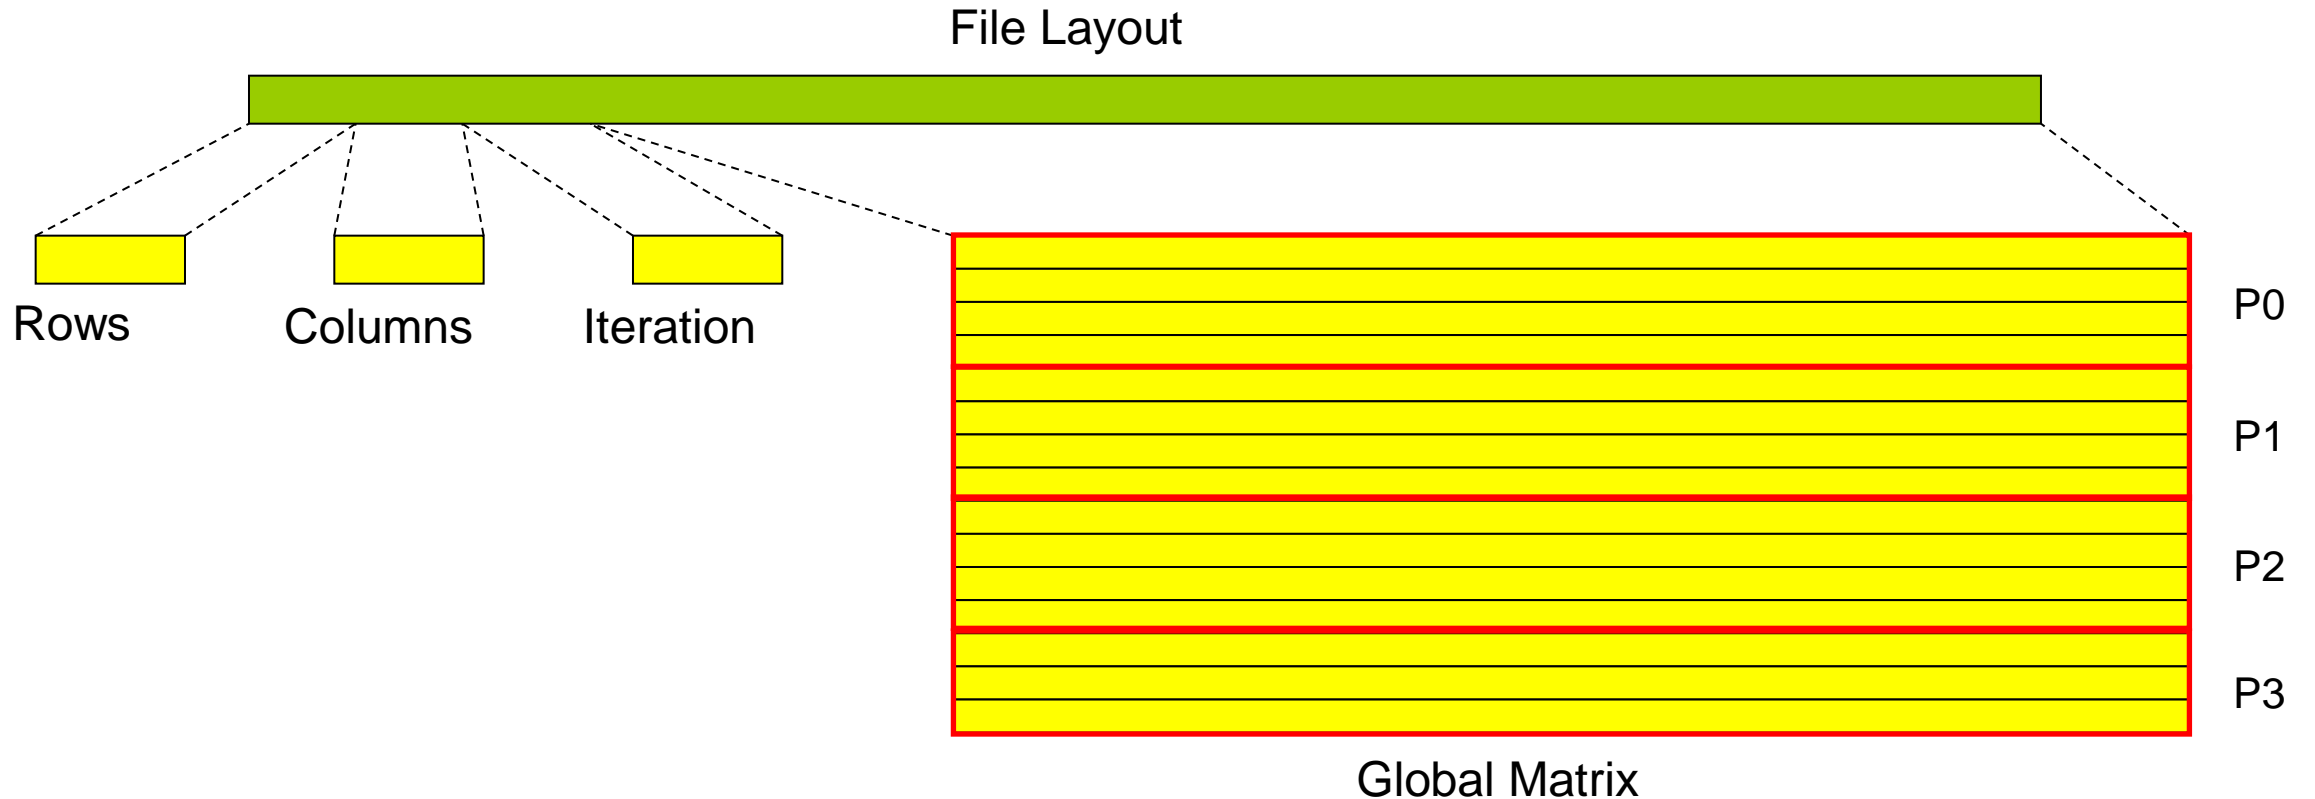 File Layout
Rows
Columns
Iteration
P0
P1
P2
P3
Global Matrix